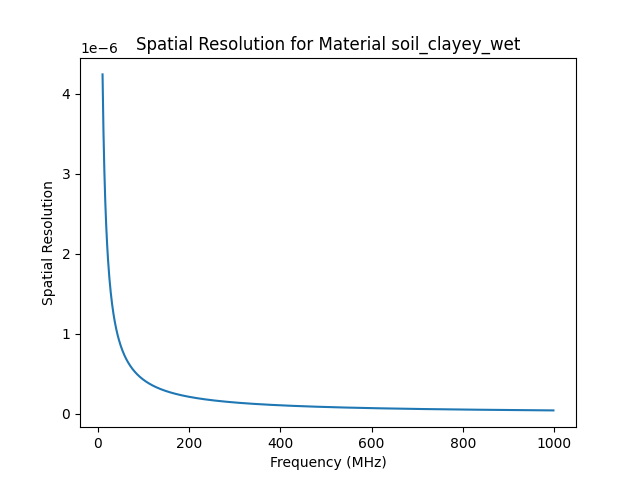 Spatial Resolution for Material soil_clayey_wet
1e−6
4
3
2
1
0
Spatial Resolution
0 200 400 600 800 1000
Frequency (MHz)